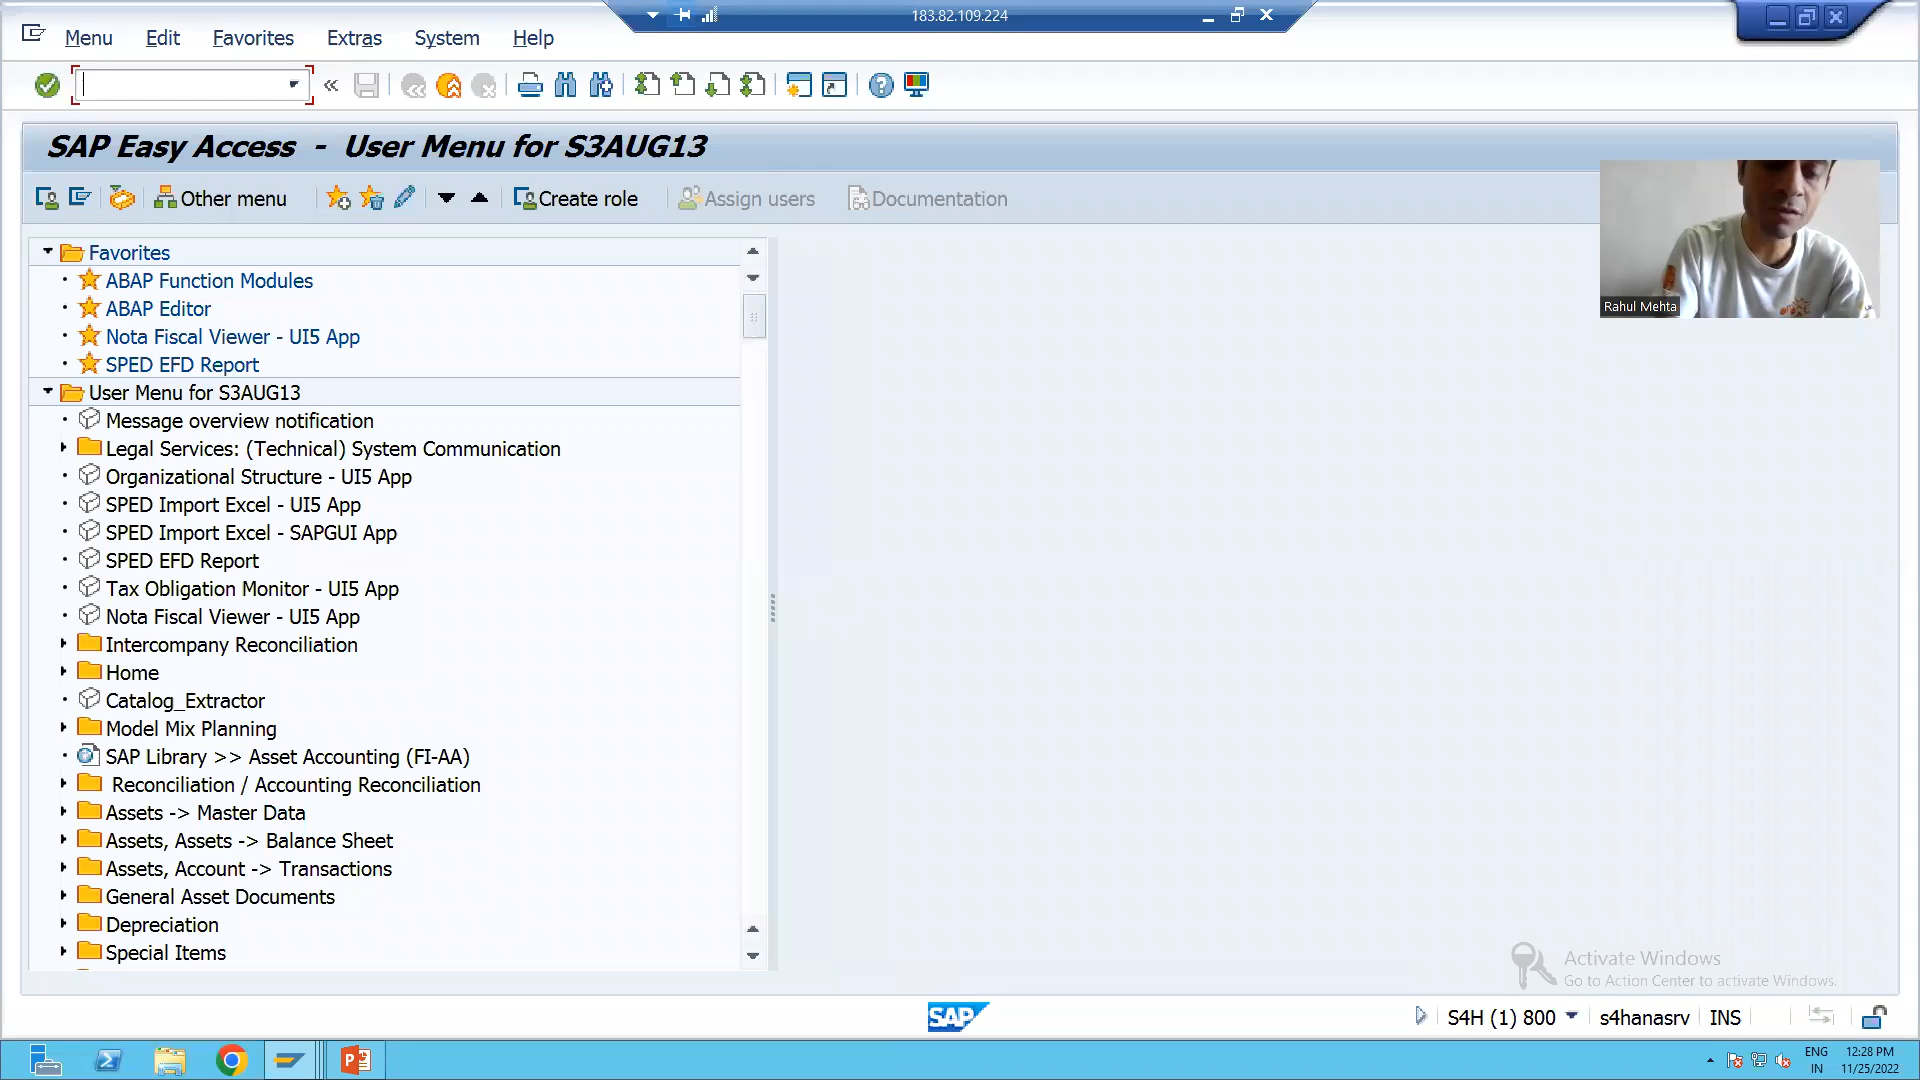 183.82.109.224
Menu Edit Favorites Extras System Help
SAP Easy Access - User Menu for S3AUG13
Other menu Create role Assign users Documentation
Favorites
ABAP Function Modules
ABAP Editor
Nota Fiscal Viewer - UI5 App
SPED EFD Report
User Menu for S3AUG13
Message overview notification
Legal Services: (Technical) System Communication
Organizational Structure - UI5 App
SPED Import Excel - UI5 App
SPED Import Excel - SAPGUI App
SPED EFD Report
Tax Obligation Monitor - UI5 App
Nota Fiscal Viewer - UI5 App
Intercompany Reconciliation
Home
Catalog_Extractor
Model Mix Planning
SAP Library >> Asset Accounting (FI-AA)
Reconciliation / Accounting Reconciliation
Assets -> Master Data
Assets, Assets -> Balance Sheet
Assets, Account -> Transactions
General Asset Documents
Depreciation
Special Items
Rahul Mehta
Activate Windows
Go to Action Center to activate Windows.
SAP
S4H (1) 800 s4hanasrv INS
ENG 12:28 PM
IN 11/25/2022